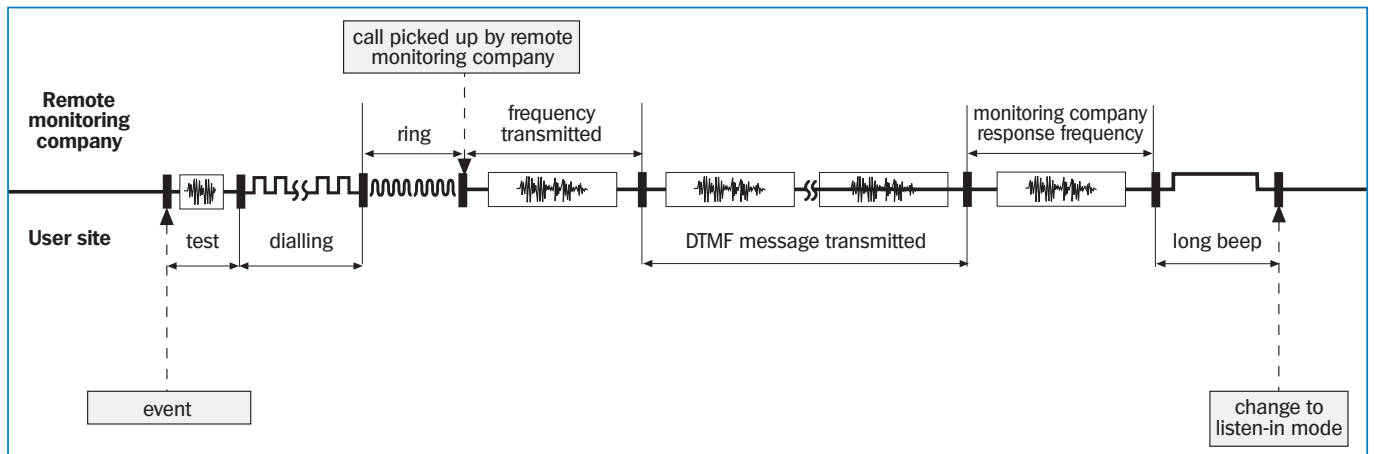 call picked up by remote
monitoring company
Remote
monitoring
company
ring
frequency
transmitted
monitoring company
response frequency
User site
test
dialling
DTMF message transmitted
long beep
event
change to
listen-in mode